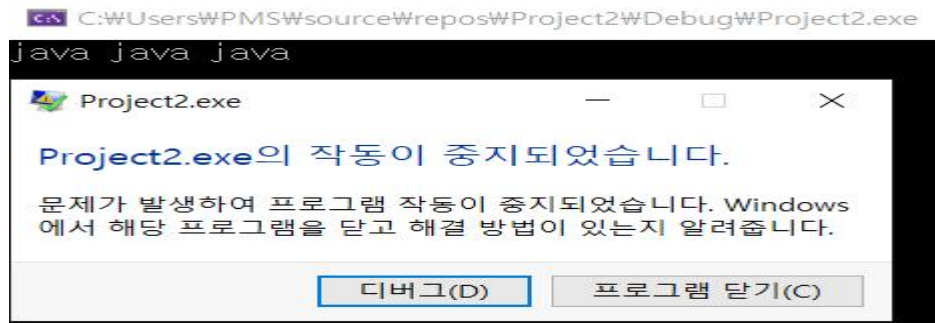 C:₩Users₩PMS₩source₩repos₩Project2₩Debug₩Project2.exe
java java java
Project2.exe
Project2.exe의 작동이 중지되었습니다.
문제가 발생하여 프로그램 작동이 중지되었습니다. Windows
에서 해당 프로그램을 닫고 해결 방법이 있는지 알려줍니다.
디버그(D)
프로그램 닫기(C)